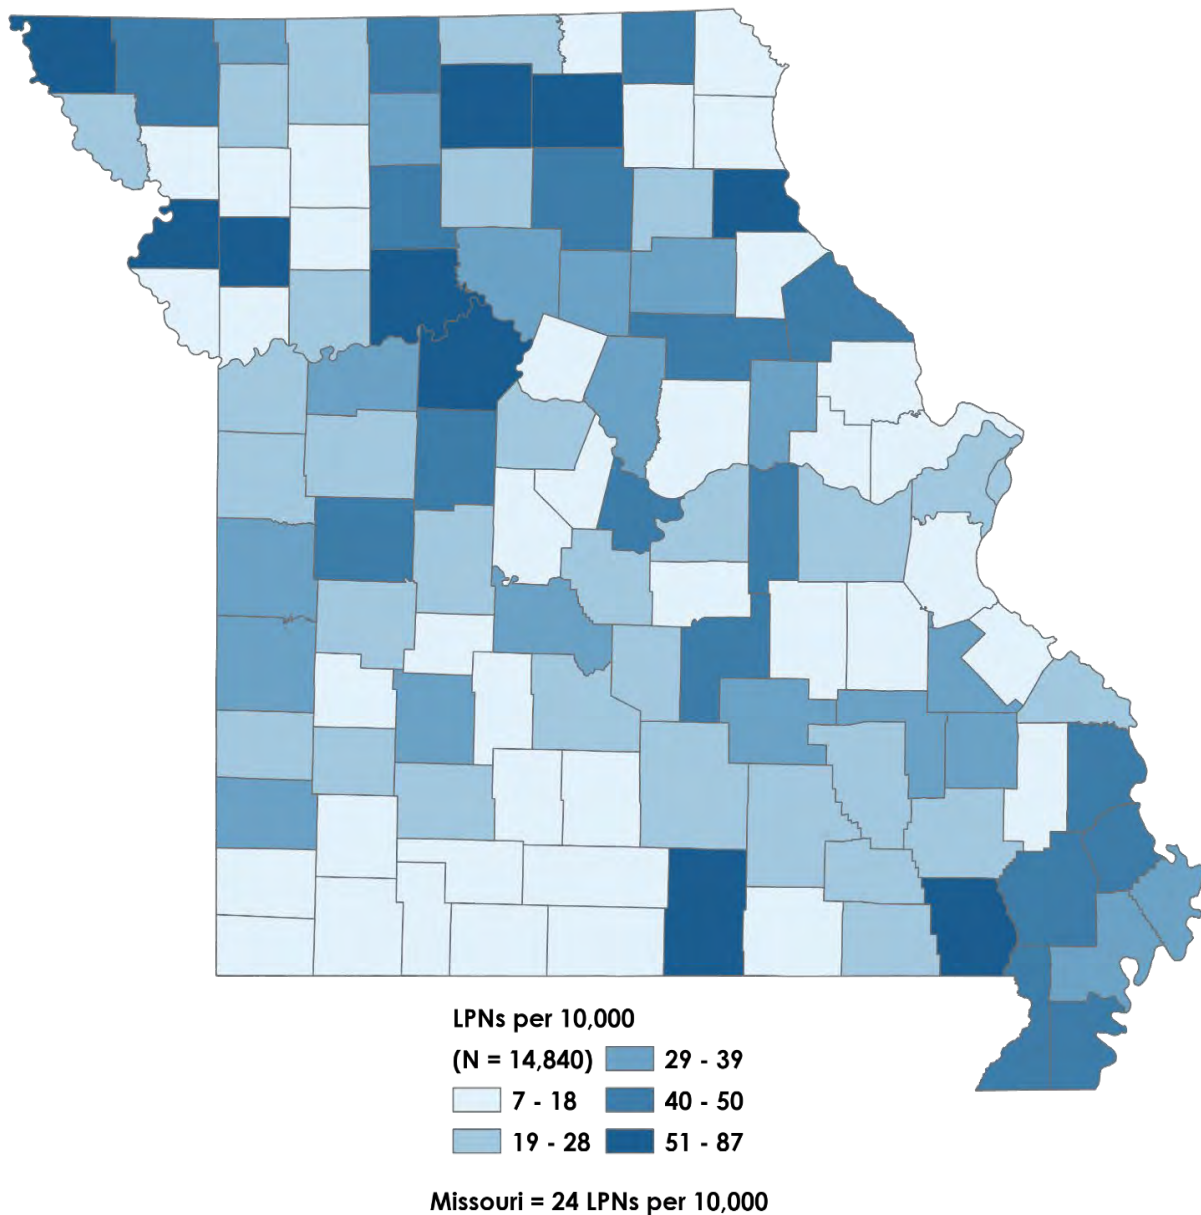 LPNs per 10,000
(N = 14,840)
29 - 39
7 - 18
40 - 50
19 - 28
51 - 87
Missouri = 24 LPNs per 10,000